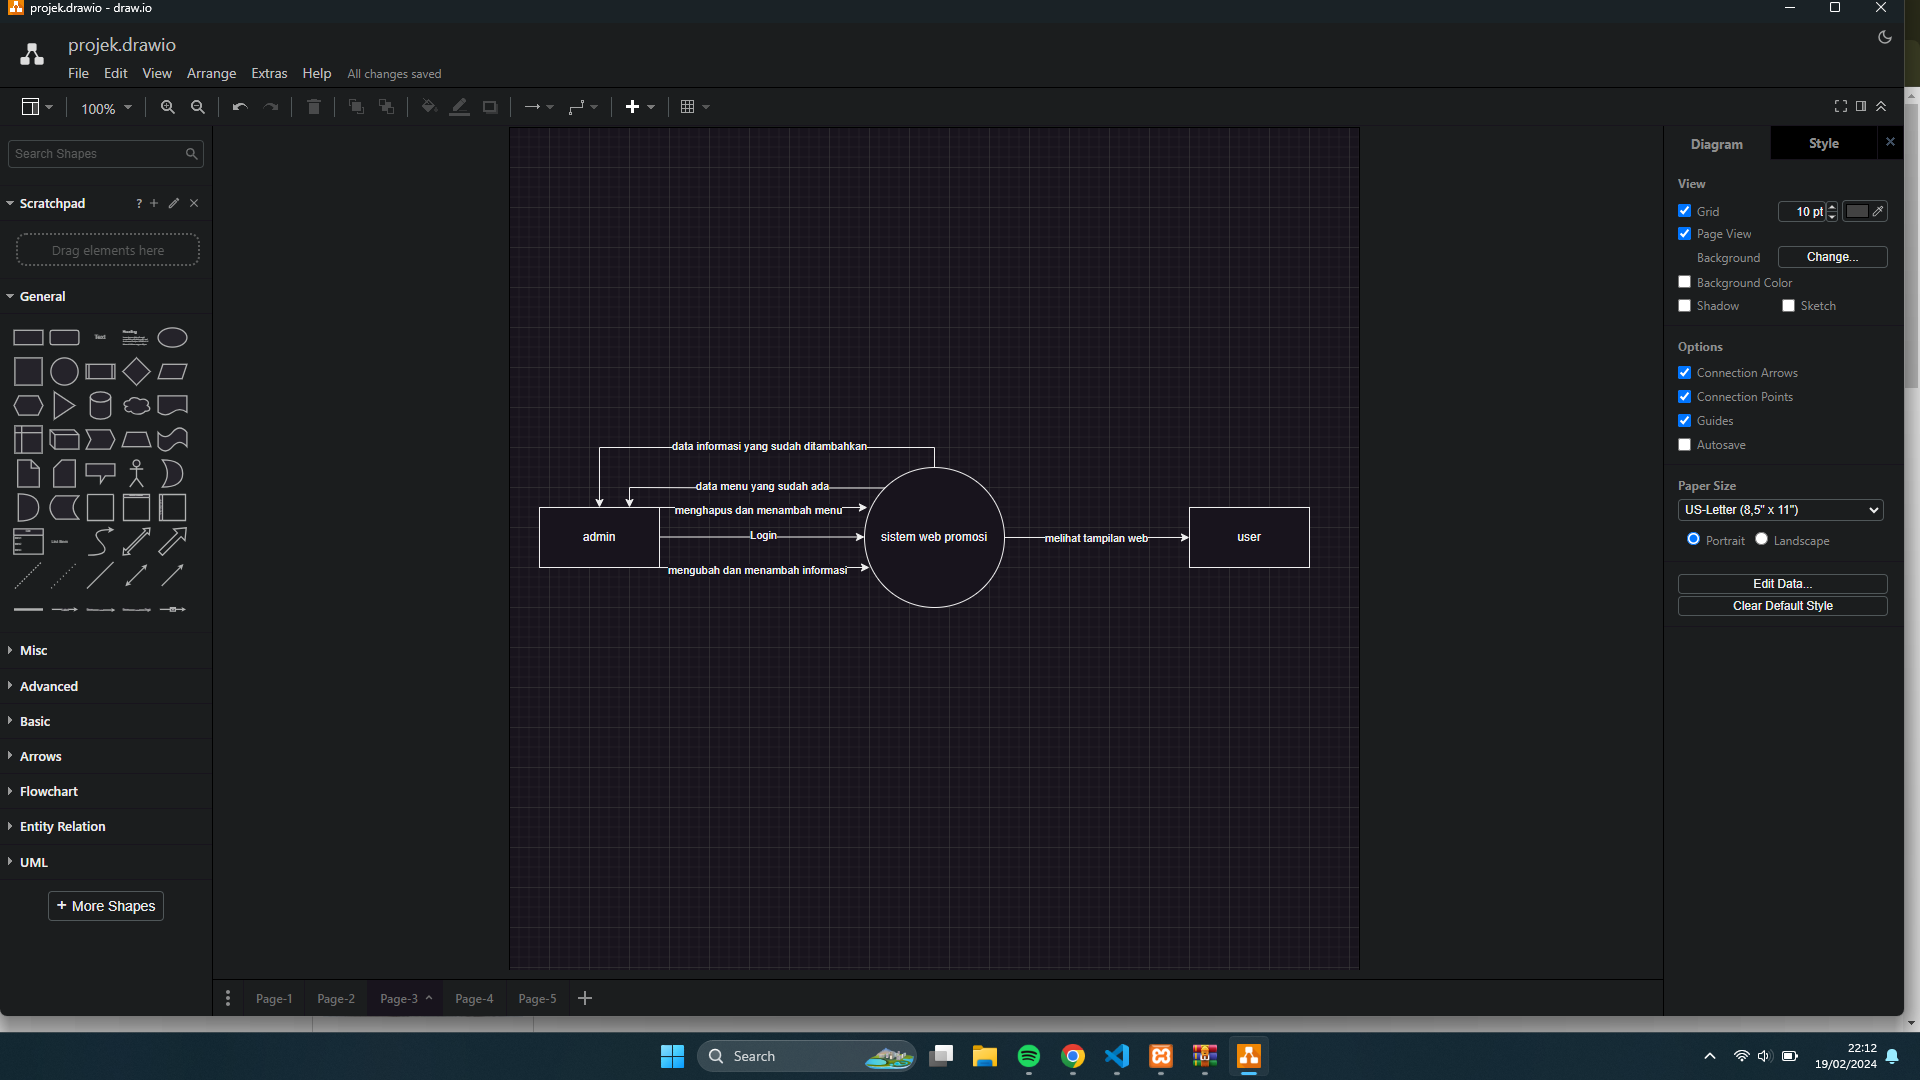 projek.drawio - draw.io
projek.drawio
File Edit View Arrange Extras Help All changes saved
100%
Search Shapes
Scratchpad
?
Drag elements here
General
Text
Heading
List Item
Misc
Advanced
Basic
Arrows
Flowchart
Entity Relation
UML
+ More Shapes
data informasi yang sudah ditambahkan
data menu yang sudah ada
menghapus dan menambah menu
admin
Login
sistem web promosi
melihat tampilan web
user
mengubah dan menambah informasi
Diagram Style
View
Grid 10 pt
Page View
Background Change...
Background Color
Shadow Sketch
Options
Connection Arrows
Connection Points
Guides
Autosave
Paper Size
US-Letter (8,5" x 11")
Portrait Landscape
Edit Data...
Clear Default Style
Page-1 Page-2 Page-3 Page-4 Page-5
Search
22:12
19/02/2024